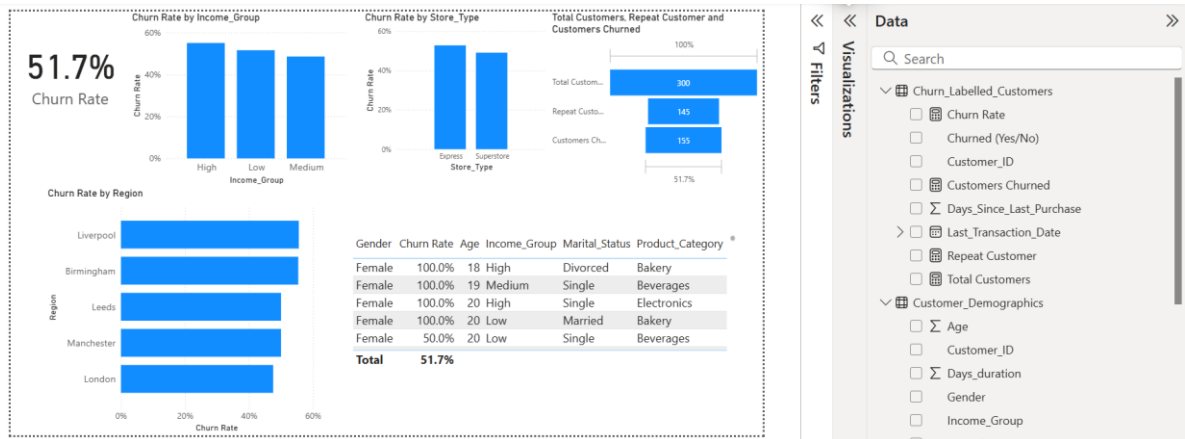 51.7%
Churn Rate
Churn Rate by Income_Group
60%
40%
20%
0%
Churn Rate
High Low Medium
Income_Group
Churn Rate by Store_Type
60%
40%
20%
0%
Churn Rate
Express Superstore
Store_Type
Total Customers, Repeat Customer and
Customers Churned
100%
Total Custom... 300
Repeat Custo... 145
Customers Ch... 155
51.7%
Churn Rate by Region
Region
Liverpool
Birmingham
Leeds
Manchester
London
0% 20% 40% 60%
Churn Rate
Gender Churn Rate Age Income_Group Marital_Status Product_Category
Female 100.0% 18 High Divorced Bakery
Female 100.0% 19 Medium Single Beverages
Female 100.0% 20 High Single Electronics
Female 100.0% 20 Low Married Bakery
Female 50.0% 20 Low Single Beverages
Total 51.7%
Filters
Visualizations
Data
Search
Churn_Labelled_Customers
Churn Rate
Churned (Yes/No)
Customer_ID
Customers Churned
Days_Since_Last_Purchase
Last_Transaction_Date
Repeat Customer
Total Customers
Customer_Demographics
Age
Customer_ID
Days_duration
Gender
Income_Group